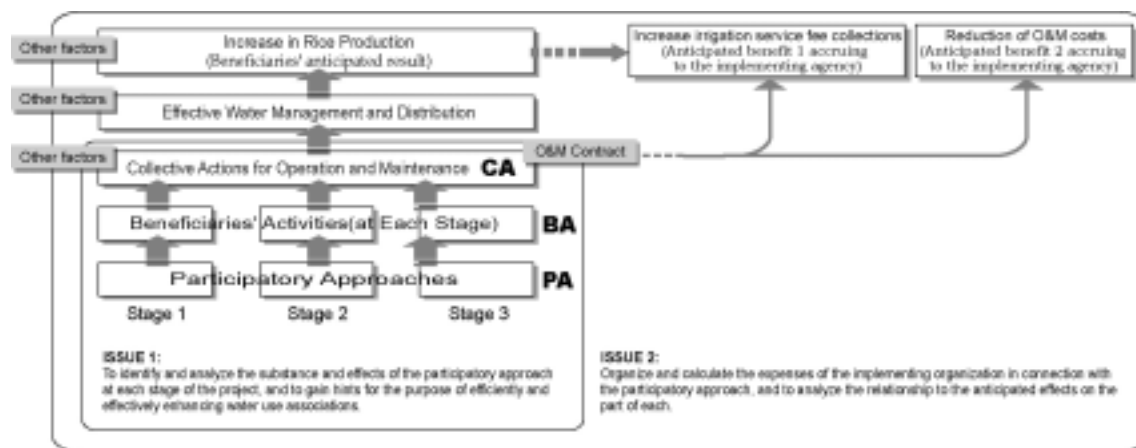 Other factors
Increase in Rice Production
(Beneficiaries' anticipated result)
Increase irrigation service fee collections
(Anticipated benefit 1 accruing
to the implementing agency)
Reduction of O&M costs
(Anticipated benefit 2 accruing
to the implementing agency)
Other factors
Effective Water Management and Distribution
Other factors
O&M Contract
Collective Actions for Operation and Maintenance CA
Beneficiaries' Activities(at Each Stage) BA
Participatory Approaches PA
Stage 1 Stage 2 Stage 3
ISSUE 1:
To identify and analyze the substance and effects of the participatory approach
at each stage of the project, and to gain hints for the purpose of efficiently and
effectively enhancing water use associations.
ISSUE 2:
Organize and calculate the expenses of the implementing organization in connection with
the participatory approach, and to analyze the relationship to the anticipated effects on the
part of each.